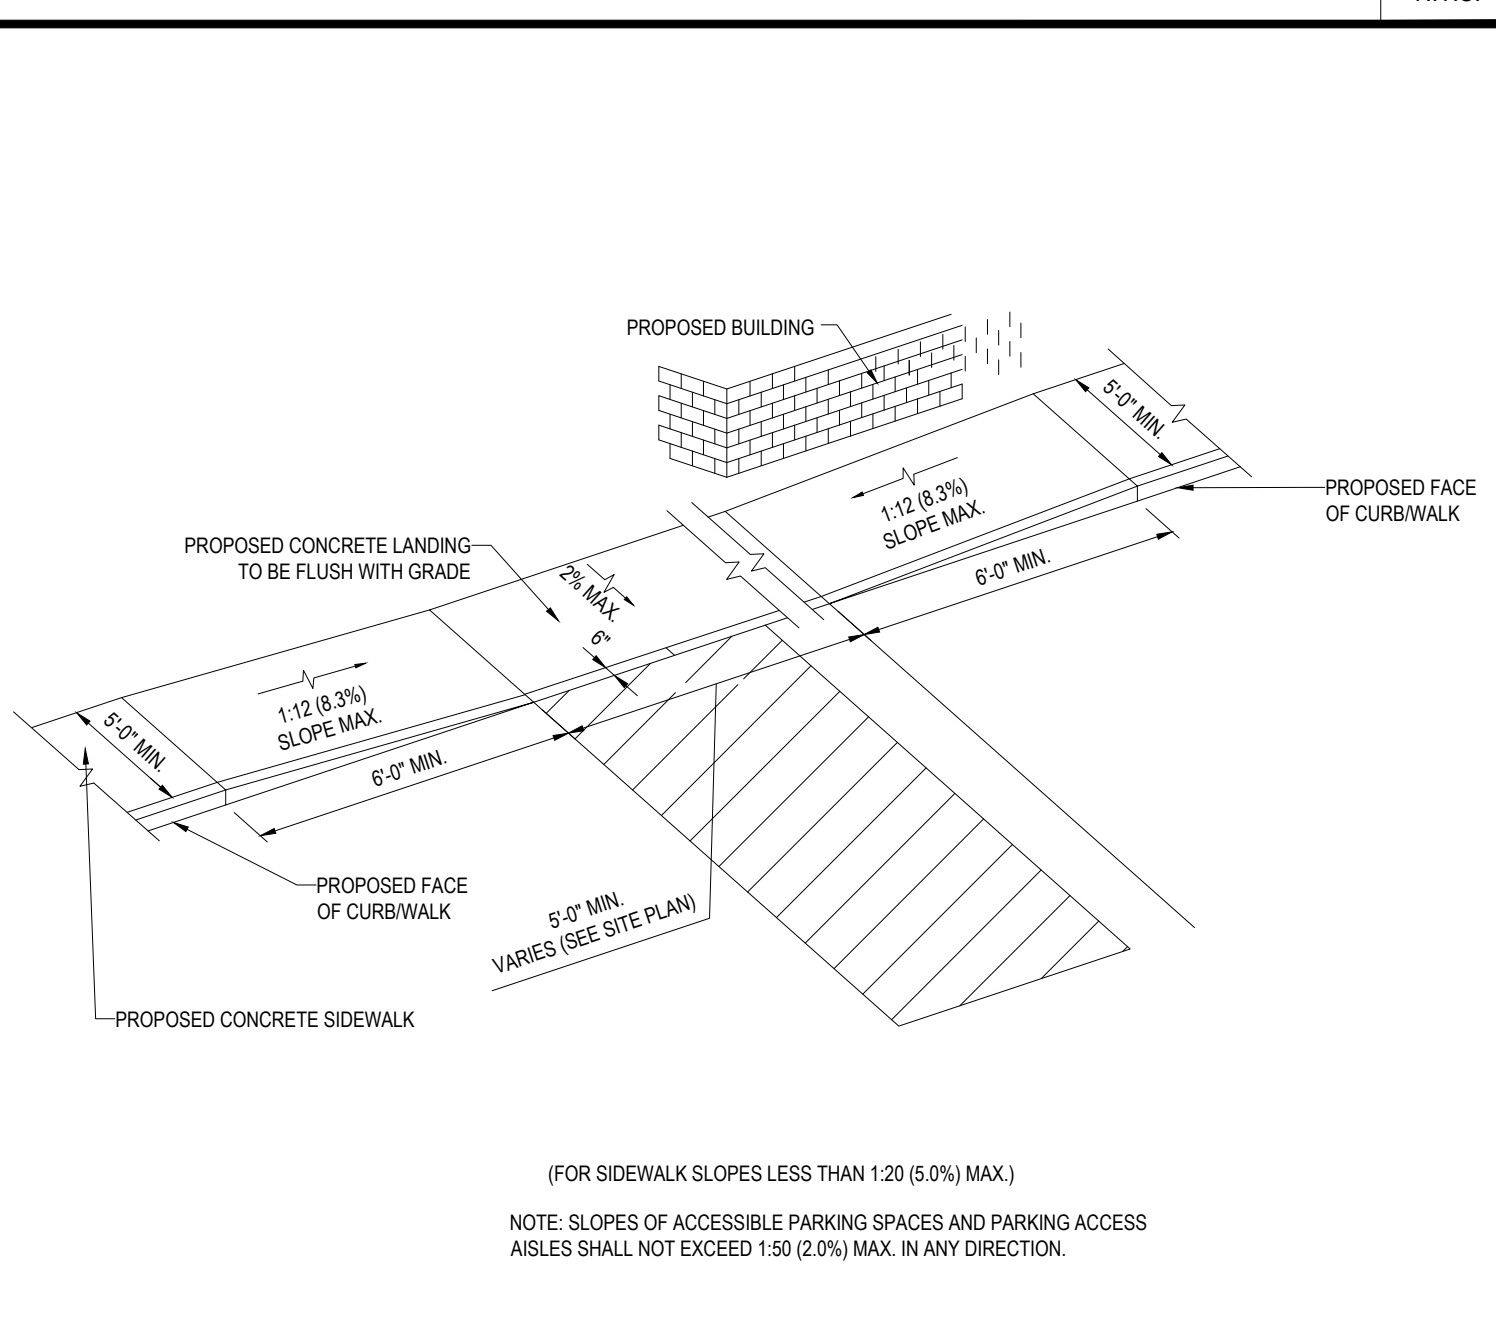 PROPOSED BUILDING
5'-0" MIN.
1:12 (8.3%)
SLOPE MAX.
PROPOSED FACE
OF CURB/WALK
PROPOSED CONCRETE LANDING
TO BE FLUSH WITH GRADE
2% MAX.
6'-0" MIN.
6"
1:12 (8.3%)
SLOPE MAX.
5'-0" MIN.
6'-0" MIN.
PROPOSED FACE
OF CURB/WALK
5'-0" MIN.
VARIES (SEE SITE PLAN)
PROPOSED CONCRETE SIDEWALK
(FOR SIDEWALK SLOPES LESS THAN 1:20 (5.0%) MAX.)
NOTE: SLOPES OF ACCESSIBLE PARKING SPACES AND PARKING ACCESS
AISLES SHALL NOT EXCEED 1:50 (2.0%) MAX. IN ANY DIRECTION.